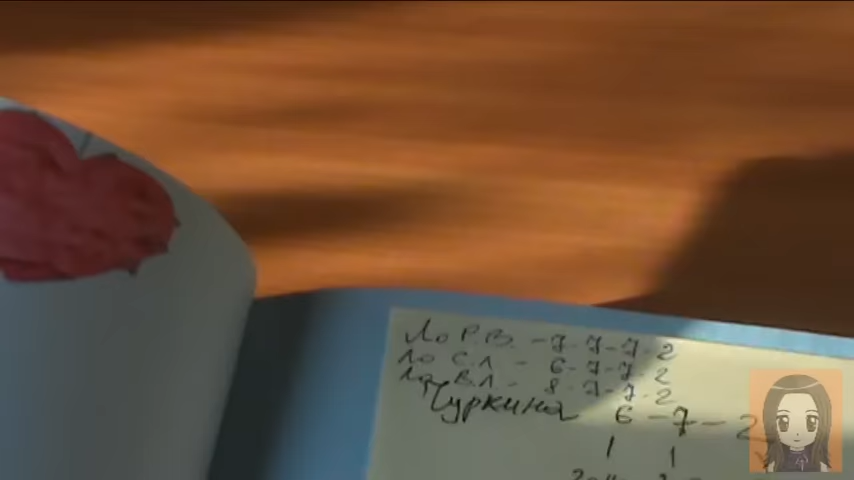 Ло Р.В. - 7-7-7-2
Ло С.Л - 6-7-7 2
Ло В.Л - 8-7-7-2
Чуркина 6-7-2
1 1